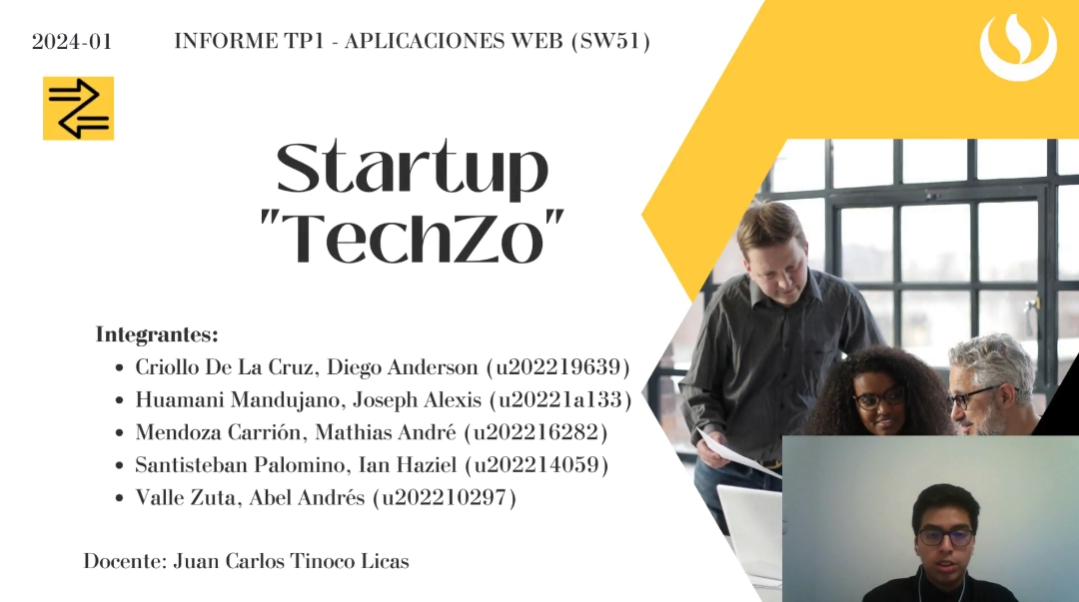 2024-01 INFORME TP1 - APLICACIONES WEB (SW51)
Startup
"TechZo"
Integrantes:
• Criollo De La Cruz, Diego Anderson (u202219639)
• Huamani Mandujano, Joseph Alexis (u20221a133)
• Mendoza Carrión, Mathias André (u202216282)
• Santisteban Palomino, Ian Haziel (u202214059)
• Valle Zuta, Abel Andrés (u202210297)
Docente: Juan Carlos Tinoco Licas